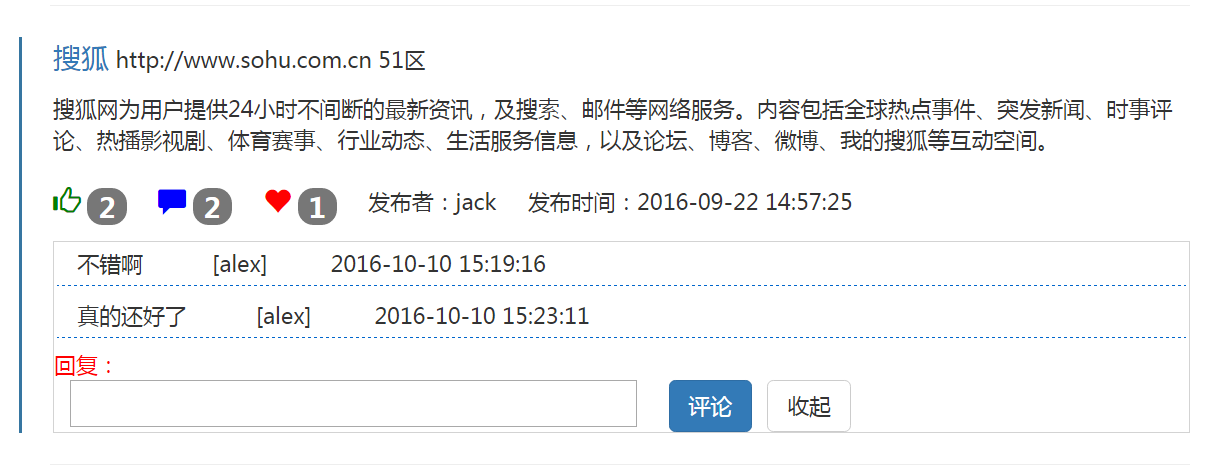 搜狐 http://www.sohu.com.cn 51区
搜狐网为用户提供24小时不间断的最新资讯，及搜索、邮件等网络服务。内容包括全球热点事件、突发新闻、时事评
论、热播影视剧、体育赛事、行业动态、生活服务信息，以及论坛、博客、微博、我的搜狐等互动空间。
2 2 1 发布者：jack 发布时间：2016-09-22 14:57:25
不错啊 [alex] 2016-10-10 15:19:16
真的还好了 [alex] 2016-10-10 15:23:11
回复：
评论 收起